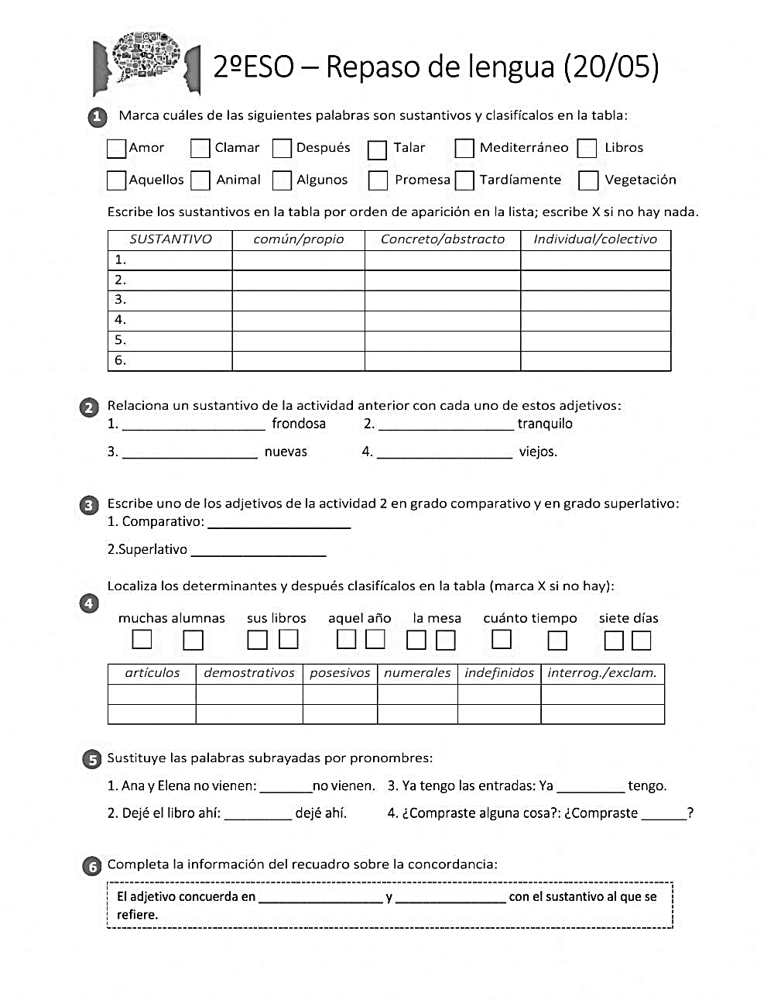 2ºESO – Repaso de lengua (20/05)
1 Marca cuáles de las siguientes palabras son sustantivos y clasifícalos en la tabla:
Amor Clamar Después Talar Mediterráneo Libros
Aquellos Animal Algunos Promesa Tardíamente Vegetación
Escribe los sustantivos en la tabla por orden de aparición en la lista; escribe X si no hay nada.
SUSTANTIVO común/propio Concreto/abstracto Individual/colectivo
1.
2.
3.
4.
5.
6.
2 Relaciona un sustantivo de la actividad anterior con cada uno de estos adjetivos:
1. ___________________ frondosa 2. __________________ tranquilo
3. __________________ nuevas 4. __________________ viejos.
3 Escribe uno de los adjetivos de la actividad 2 en grado comparativo y en grado superlativo:
1. Comparativo: ___________________
2.Superlativo __________________
Localiza los determinantes y después clasifícalos en la tabla (marca X si no hay):
4
muchas alumnas sus libros aquel año la mesa cuánto tiempo siete días
artículos demostrativos posesivos numerales indefinidos interrog./exclam.
5 Sustituye las palabras subrayadas por pronombres:
1. Ana y Elena no vienen: _______no vienen. 3. Ya tengo las entradas: Ya _________ tengo.
2. Dejé el libro ahí: _________ dejé ahí. 4. ¿Compraste alguna cosa?: ¿Compraste ______?
6 Completa la información del recuadro sobre la concordancia:
El adjetivo concuerda en __________________ y ________________ con el sustantivo al que se
refiere.